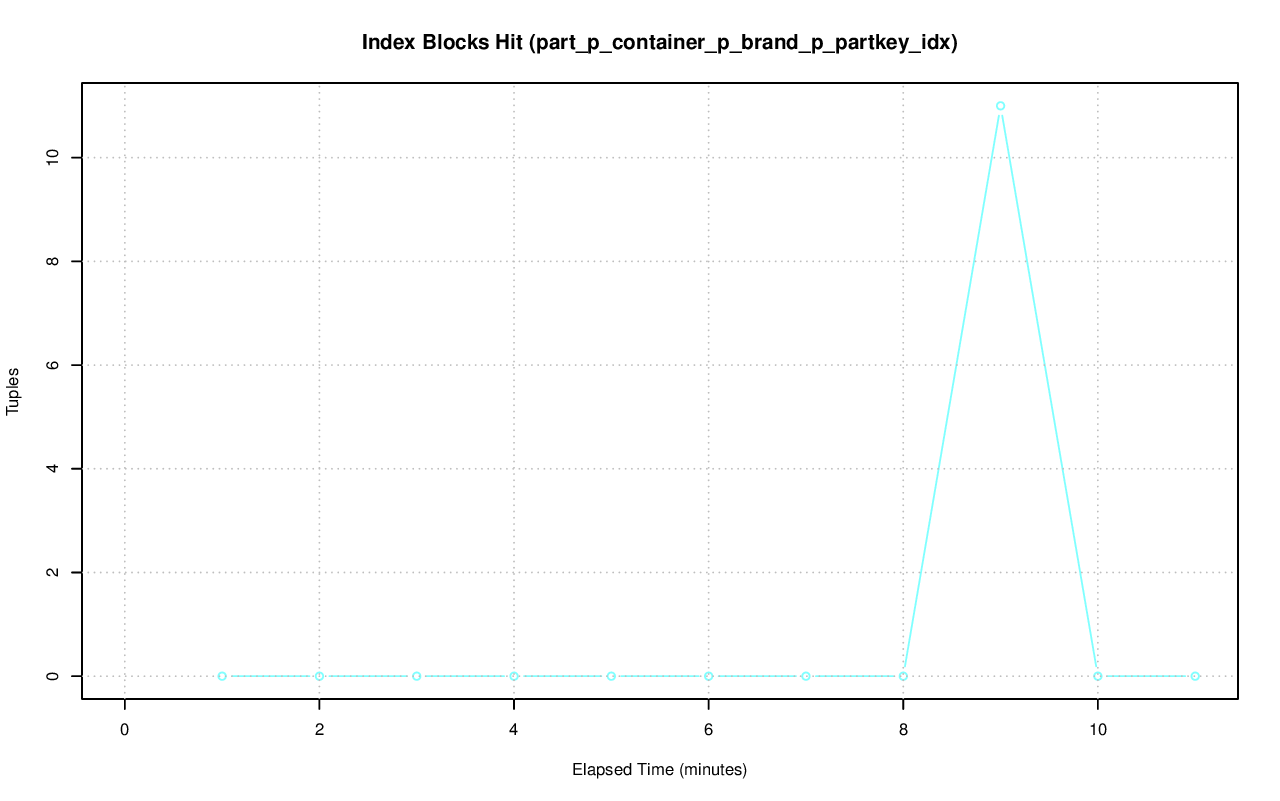 Index Blocks Hit (part_p_container_p_brand_p_partkey_idx)
Tuples
10
8
6
4
2
0
0 2 4 6 8 10
Elapsed Time (minutes)